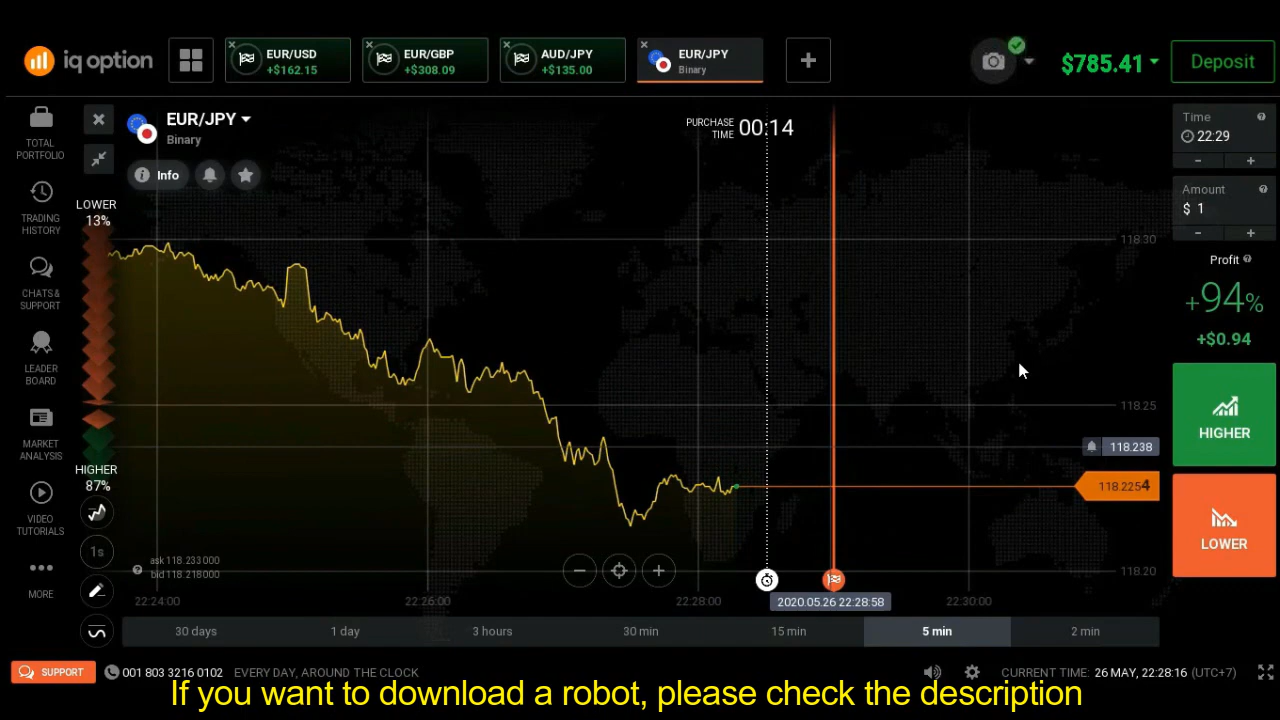 iq option
EUR/USD
+$162.15
EUR/GBP
+$308.09
AUD/JPY
+$135.00
EUR/JPY
Binary
$785.41
Deposit
TOTAL
PORTFOLIO
TRADING
HISTORY
CHATS &
SUPPORT
LEADER
BOARD
MARKET
ANALYSIS
VIDEO
TUTORIALS
MORE
EUR/JPY
Binary
Info
LOWER
13%
HIGHER
87%
1s
PURCHASE
TIME 00:14
118.30
118.25
118.238
118.2254
118.20
ask 118.233000
bid 118.218000
22:24:00
22:26:00
22:28:00
2020.05.26 22:28:58
22:30:00
30 days
1 day
3 hours
30 min
15 min
5 min
2 min
Time
22:29
- +
Amount
$ 1
- +
Profit
+94%
+$0.94
HIGHER
LOWER
SUPPORT
001 803 3216 0102
EVERY DAY, AROUND THE CLOCK
CURRENT TIME: 26 MAY, 22:28:16 (UTC+7)
If you want to download a robot, please check the description